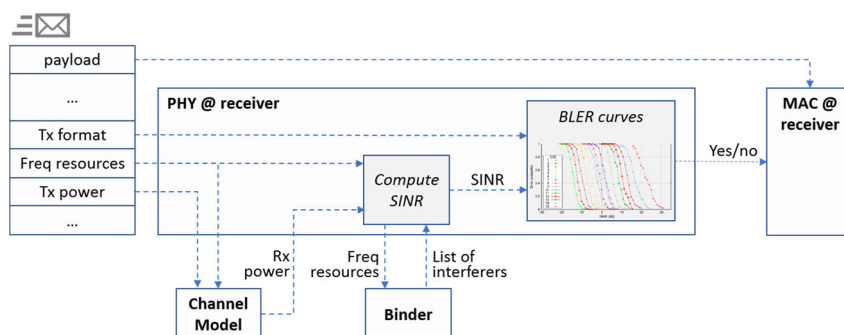 payload
...
Tx format
Freq resources
Tx power
...
PHY @ receiver
Compute
SINR
SINR
BLER curves
Yes/no
MAC @
receiver
Rx
power
Freq
resources
List of
interferers
Channel
Model
Binder